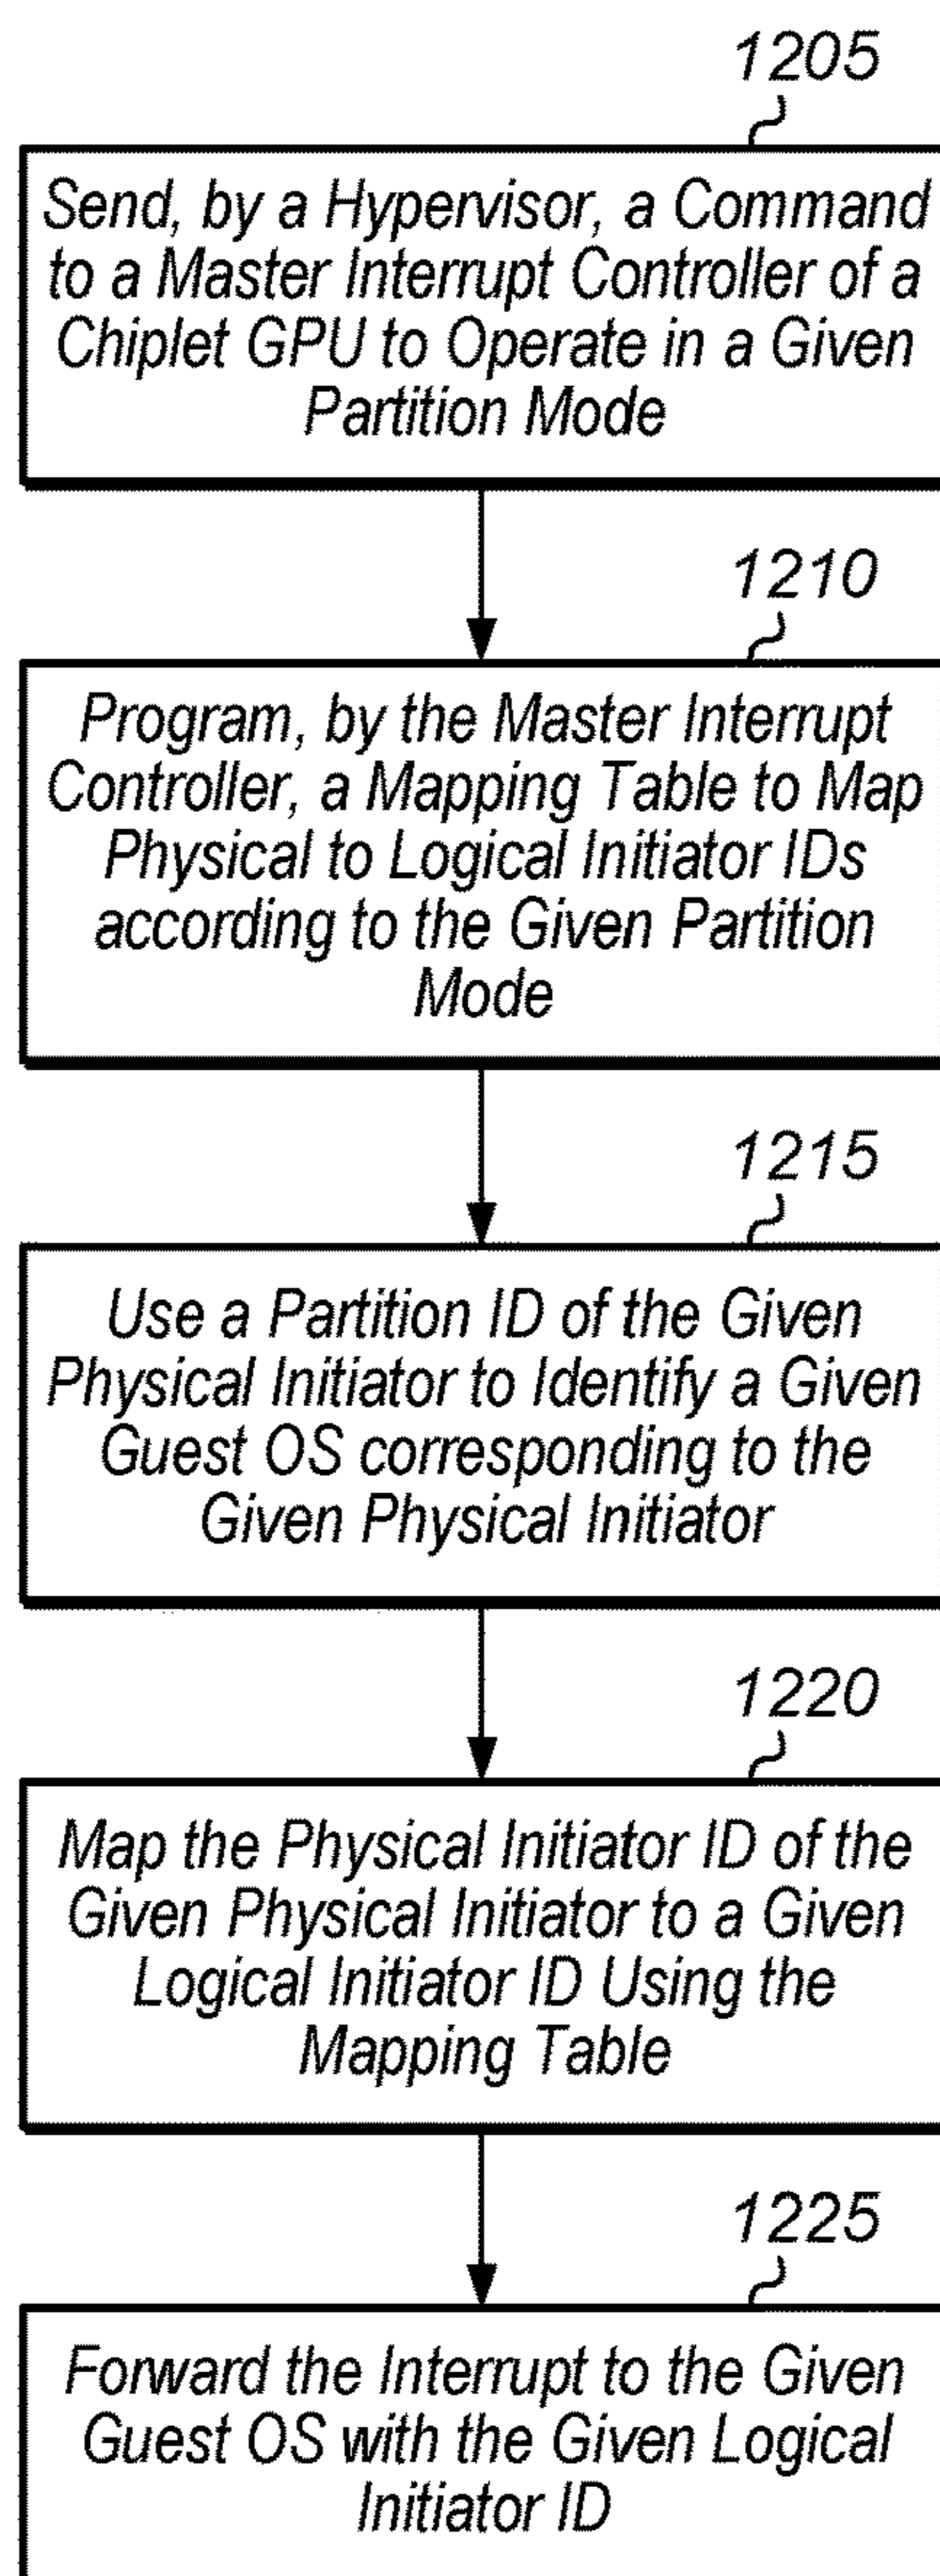 1205
Send, by a Hypervisor, a Command
to a Master Interrupt Controller of a
Chiplet GPU to Operate in a Given
Partition Mode
1210
Program, by the Master Interrupt
Controller, a Mapping Table to Map
Physical to Logical Initiator IDs
according to the Given Partition
Mode
1215
Use a Partition ID of the Given
Physical Initiator to Identify a Given
Guest OS corresponding to the
Given Physical Initiator
1220
Map the Physical Initiator ID of the
Given Physical Initiator to a Given
Logical Initiator ID Using the
Mapping Table
1225
Forward the Interrupt to the Given
Guest OS with the Given Logical
Initiator ID